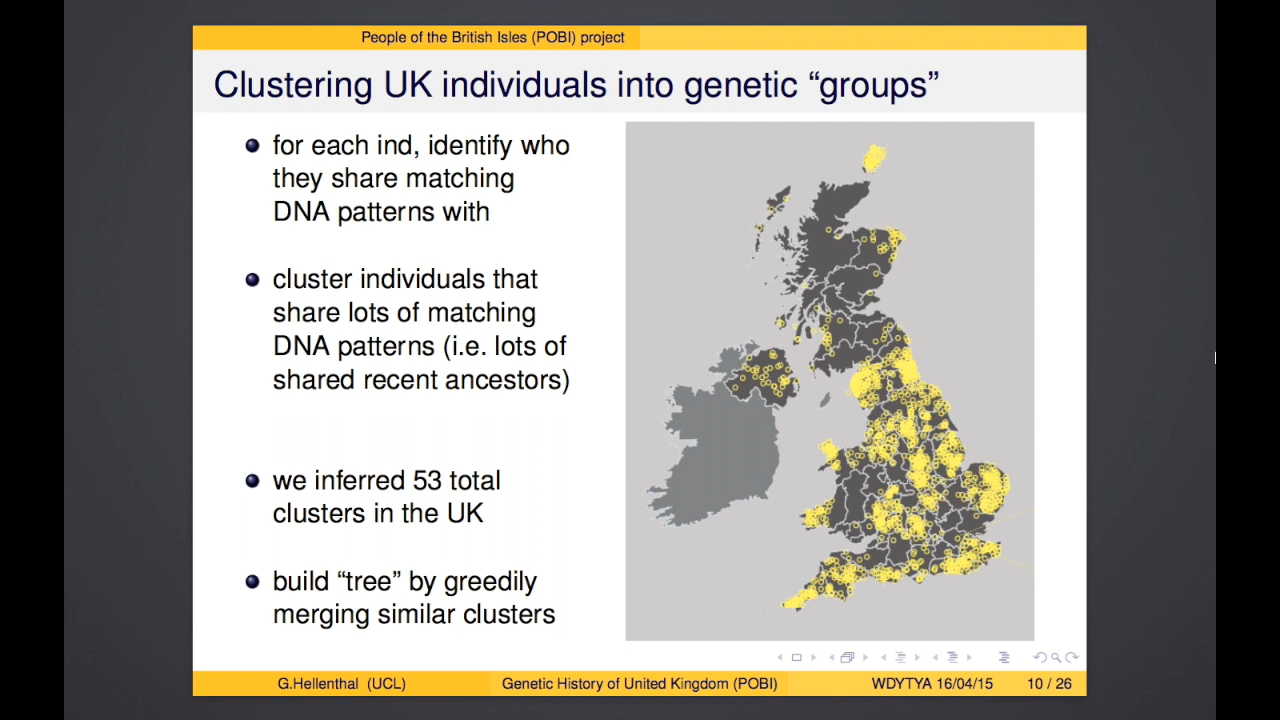 People of the British Isles (POBI) project
Clustering UK individuals into genetic “groups”
for each ind, identify who
they share matching
DNA patterns with
cluster individuals that
share lots of matching
DNA patterns (i.e. lots of
shared recent ancestors)
we inferred 53 total
clusters in the UK
build “tree” by greedily
merging similar clusters
G.Hellenthal (UCL) Genetic History of United Kingdom (POBI) WDYTYA 16/04/15 10 / 26